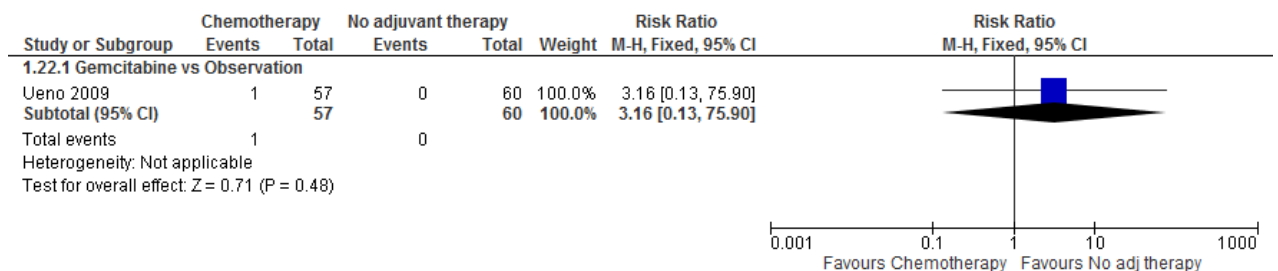 Chemotherapy No adjuvant therapy Risk Ratio Risk Ratio
Study or Subgroup Events Total Events Total Weight M-H, Fixed, 95% CI M-H, Fixed, 95% CI
1.22.1 Gemcitabine vs Observation
Ueno 2009 1 57 0 60 100.0% 3.16 [0.13, 75.90]
Subtotal (95% CI) 57 60 100.0% 3.16 [0.13, 75.90]
Total events 1 0
Heterogeneity: Not applicable
Test for overall effect: Z = 0.71 (P = 0.48)
0.001 0.1 1 10 1000
Favours Chemotherapy Favours No adj therapy